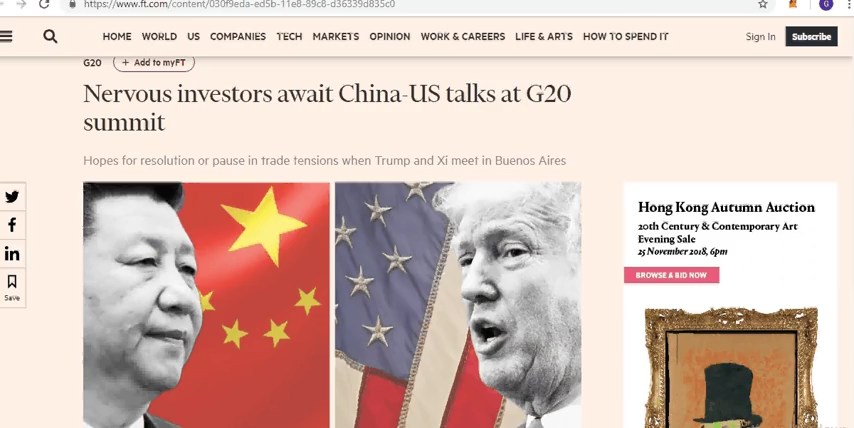 https://www.ft.com/content/030f9eda-ed5b-11e8-89c8-d36339d835c0
G
HOME WORLD US COMPANIES TECH MARKETS OPINION WORK & CAREERS LIFE & ARTS HOW TO SPEND IT
Sign In
Subscribe
G20
+ Add to myFT
Nervous investors await China-US talks at G20
summit
Hopes for resolution or pause in trade tensions when Trump and Xi meet in Buenos Aires
Save
Hong Kong Autumn Auction
20th Century & Contemporary Art
Evening Sale
25 November 2018, 6pm
BROWSE & BID NOW